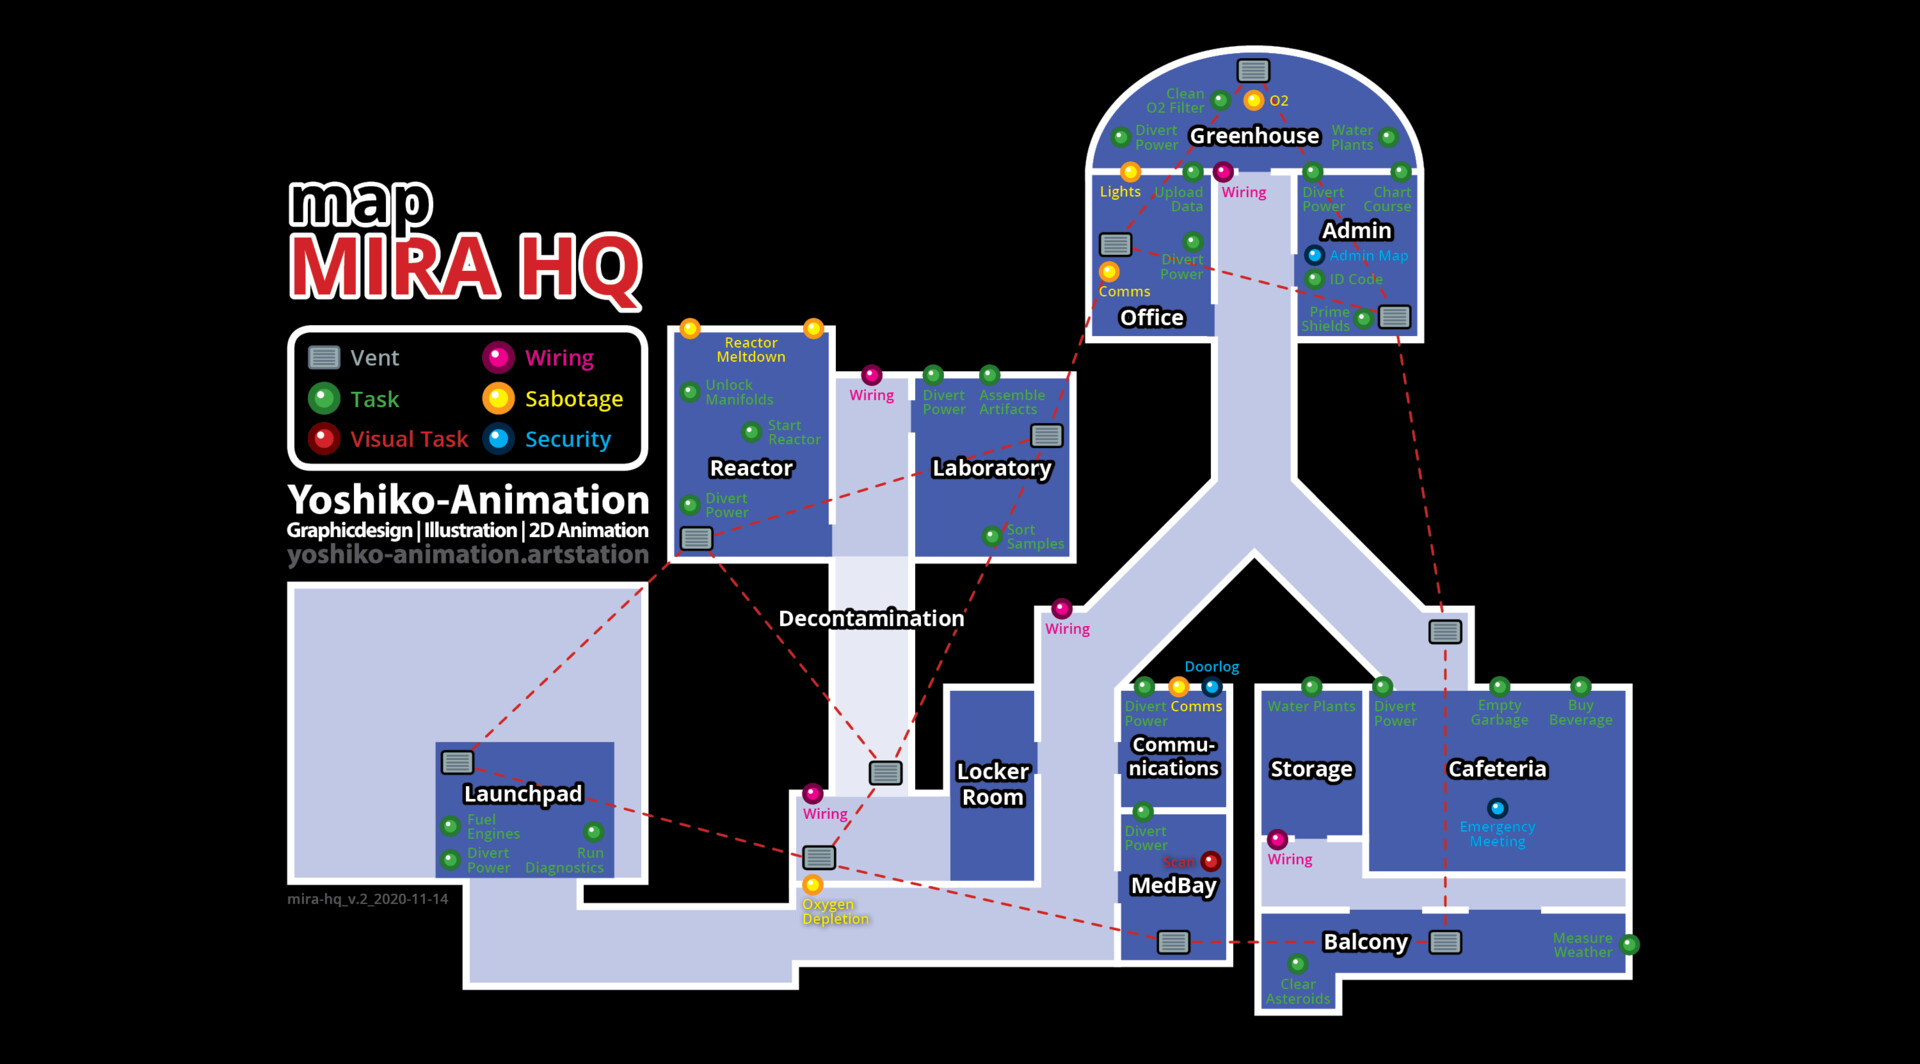 map
MIRA HQ
Vent
Wiring
Task
Sabotage
Visual Task
Security
Yoshiko-Animation
Graphicdesign | Illustration | 2D Animation
yoshiko-animation.artstation
Clean
O2 Filter
O2
Divert
Power
Greenhouse
Water
Plants
Lights
Upload
Data
Wiring
Divert
Power
Chart
Course
Admin
Admin Map
Divert
Power
ID Code
Comms
Office
Prime
Shields
Reactor
Meltdown
Unlock
Manifolds
Start
Reactor
Reactor
Divert
Power
Wiring
Divert
Power
Assemble
Artifacts
Laboratory
Sort
Samples
Decontamination
Wiring
Launchpad
Fuel
Engines
Divert
Power
Run
Diagnostics
mira-hq_v.2_2020-11-14
Wiring
Oxygen
Depletion
Locker
Room
Doorlog
Divert
Power
Comms
Commu-
nications
Divert
Power
Scan
MedBay
Water Plants
Storage
Wiring
Divert
Power
Empty
Garbage
Buy
Beverage
Cafeteria
Emergency
Meeting
Balcony
Measure
Weather
Clear
Asteroids